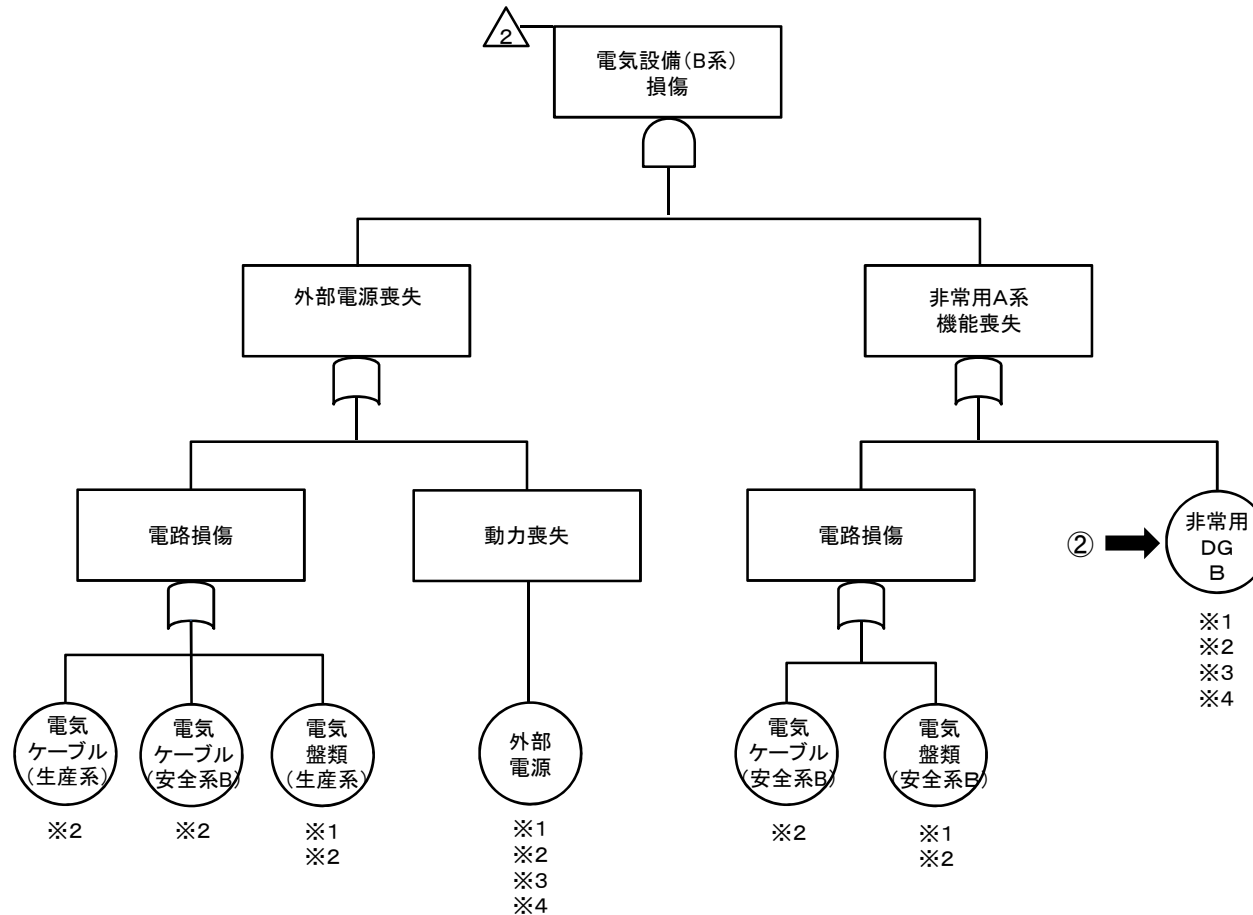 2
電気設備(B系)
損傷
外部電源喪失
非常用A系
機能喪失
電路損傷
動力喪失
電路損傷
②
非常用
DG
B
※1
※2
※3
※4
電気
ケーブル
(生産系)
※2
電気
ケーブル
(安全系B)
※2
電気
盤類
(生産系)
※1
※2
外部
電源
※1
※2
※3
※4
電気
ケーブル
(安全系B)
※2
電気
盤類
(安全系B)
※1
※2